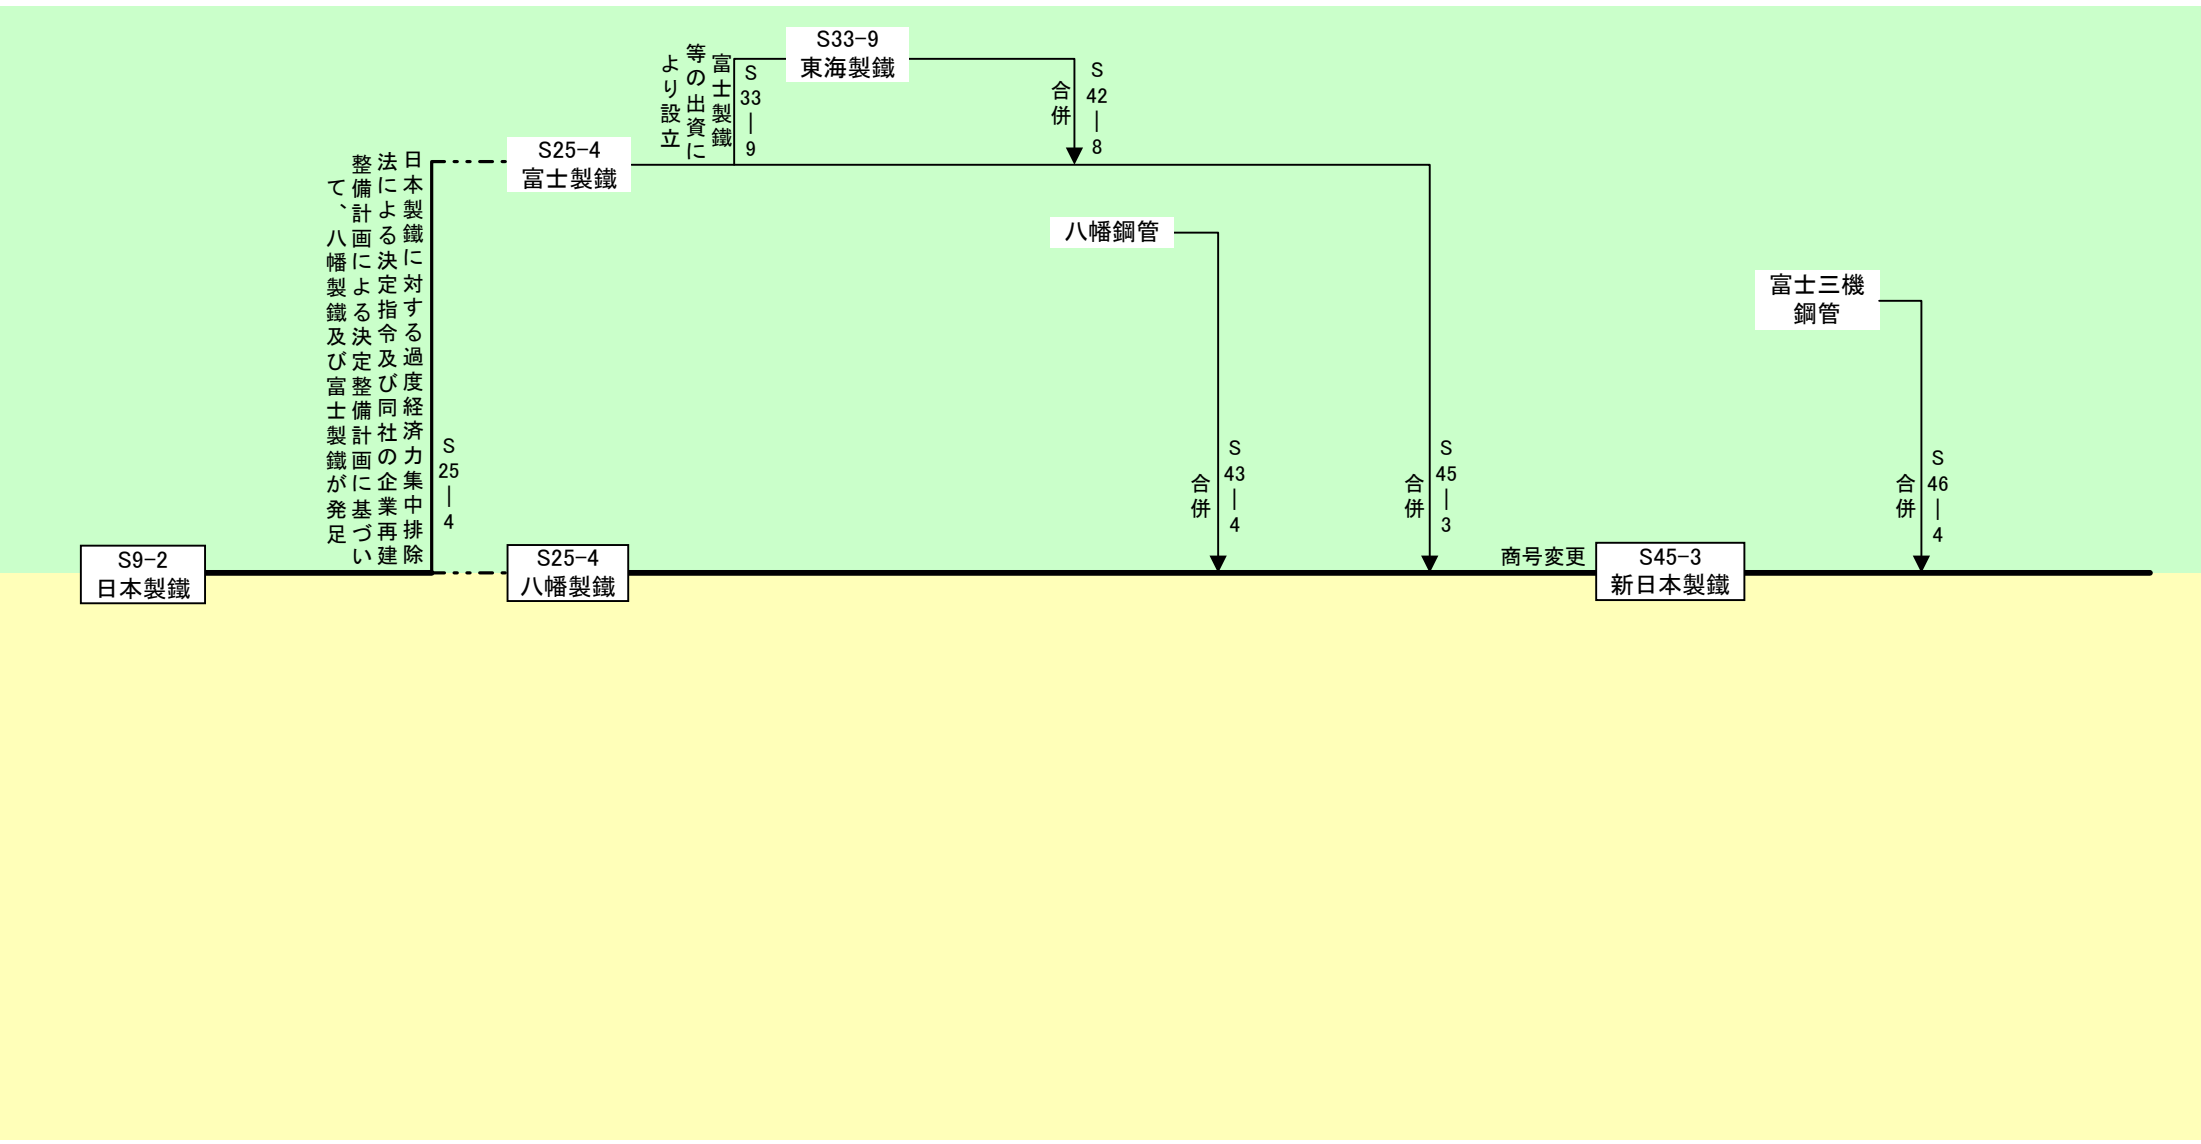 S33-9
東海製鐵
富士製鐵
等の出資に
より設立
S33―9
合併
S42―8
S25-4
富士製鐵
日本製鐵に対する過度経済力集中排除
法による決定指令及び同社の企業再建
整備計画による決定整備計画に基づい
て、八幡製鐵及び富士製鐵が発足
S25―4
八幡鋼管
合併
S43―4
合併
S45―3
富士三機
鋼管
合併
S46―4
S9-2
日本製鐵
S25-4
八幡製鐵
商号変更
S45-3
新日本製鐵